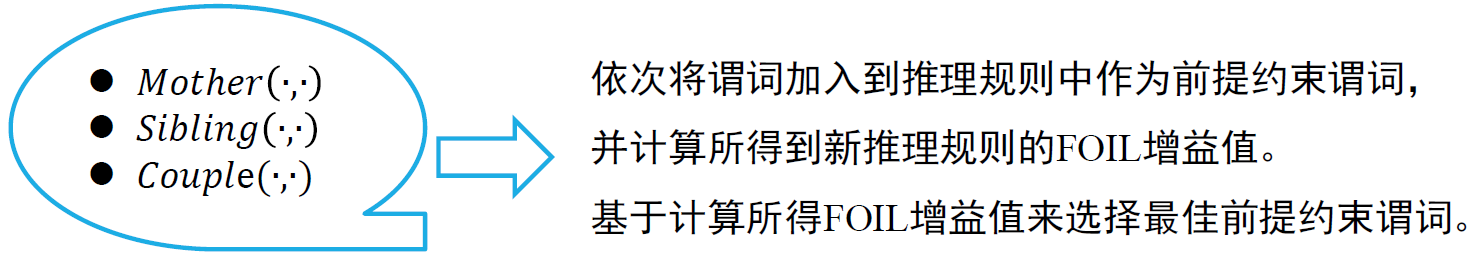 ● Mother(·,·)
● Sibling(·,·)
● Couple(·,·)
依次将谓词加入到推理规则中作为前提约束谓词，
并计算所得到新推理规则的FOIL增益值。
基于计算所得FOIL增益值来选择最佳前提约束谓词。